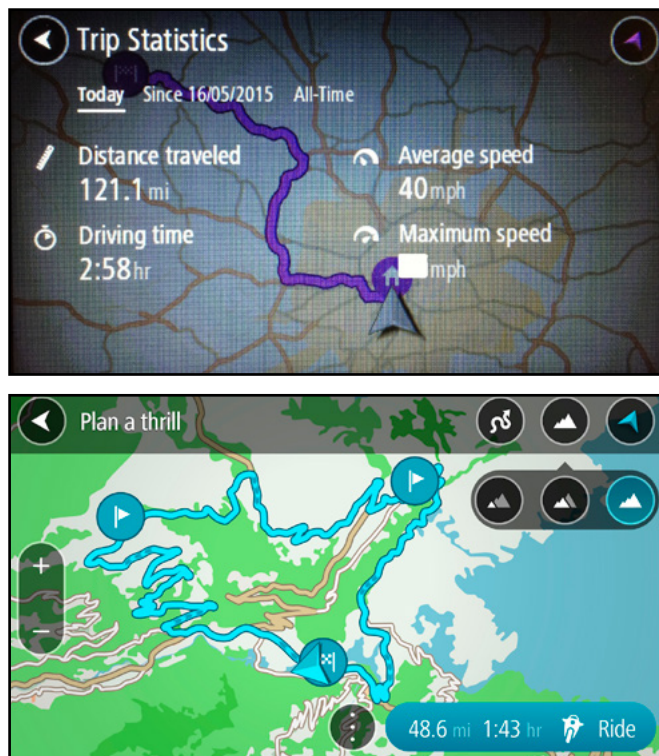 Trip Statistics
Today Since 16/05/2015 All-Time
Distance traveled
121.1 mi
Average speed
40 mph
Driving time
2:58 hr
Maximum speed
mph
Plan a thrill
+
−
48.6 mi 1:43 hr Ride